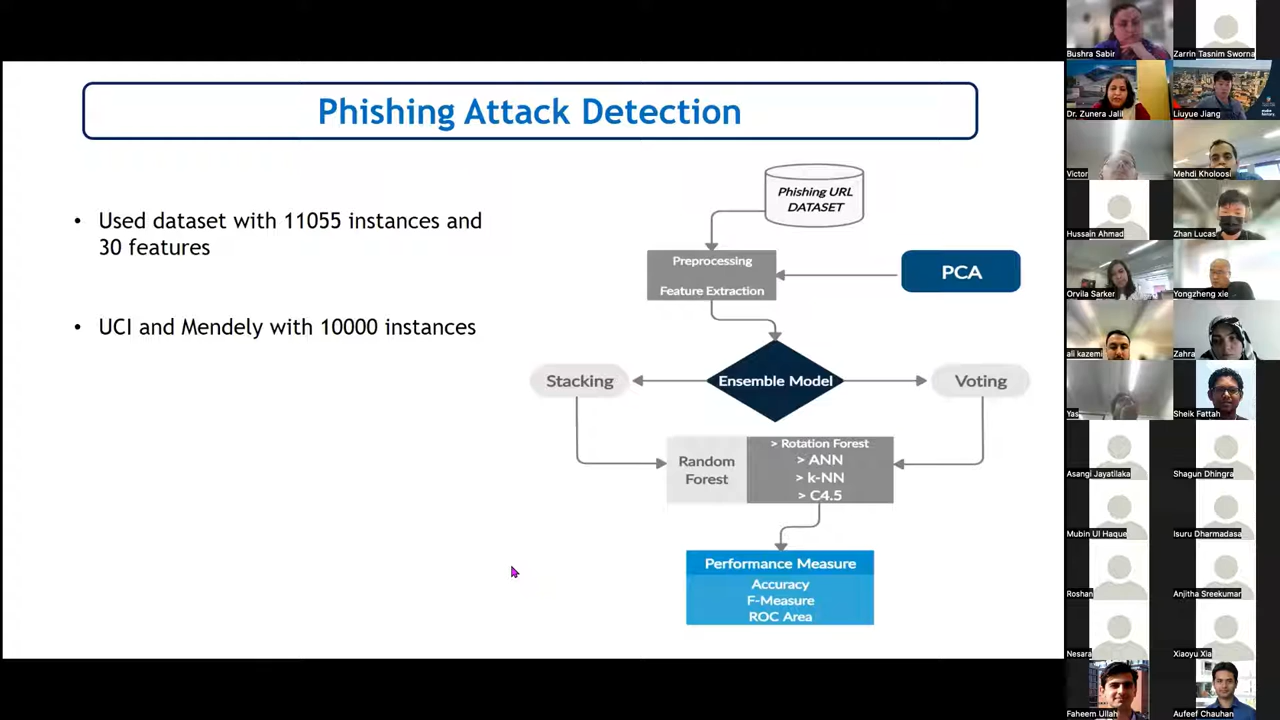 Phishing Attack Detection
• Used dataset with 11055 instances and
30 features
• UCI and Mendely with 10000 instances
Phishing URL
DATASET
Preprocessing
Feature Extraction
PCA
Ensemble Model
Stacking
Voting
Random
Forest
> Rotation Forest
> ANN
> k-NN
> C4.5
Performance Measure
Accuracy
F-Measure
ROC Area
Bushra Sabir
Zarrin Tasnim Sworna
Dr. Zunera Jalil
Liuyue Jiang
Victor
Mehdi Kholoosi
Hussain Ahmad
Zhan Lucas
Orvila Sarker
Yongzheng xie
ali kazemi
Zahra
Yas
Sheik Fattah
Asangi Jayatilaka
Shagun Dhingra
Mubin Ul Haque
Isuru Dharmadasa
Roshan
Anjitha Sreekumar
Nesara
Xiaoyu Xia
Faheem Ullah
Aufeef Chauhan